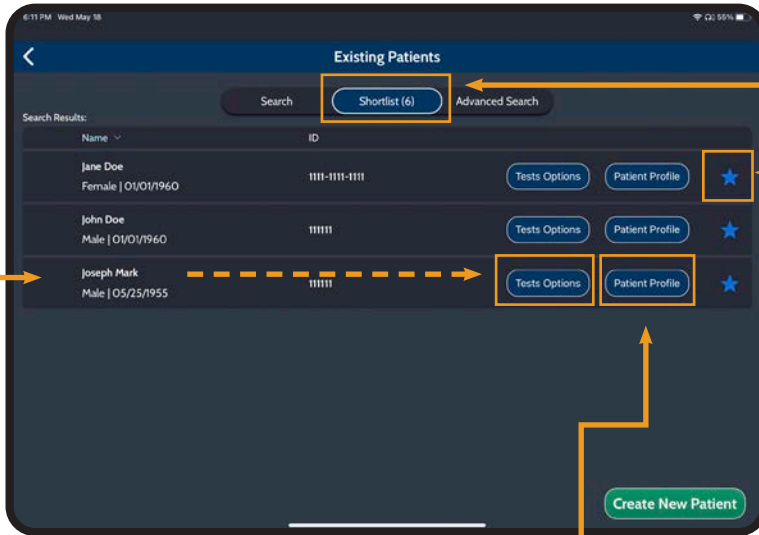 6:11 PM Wed May 18
55%
Existing Patients
Search Shortlist (6) Advanced Search
Search Results:
Name ID
Jane Doe
Female | 01/01/1960
1111-1111-1111 Tests Options Patient Profile
John Doe
Male | 01/01/1960
111111 Tests Options Patient Profile
Joseph Mark
Male | 05/25/1955
111111 Tests Options Patient Profile
Create New Patient